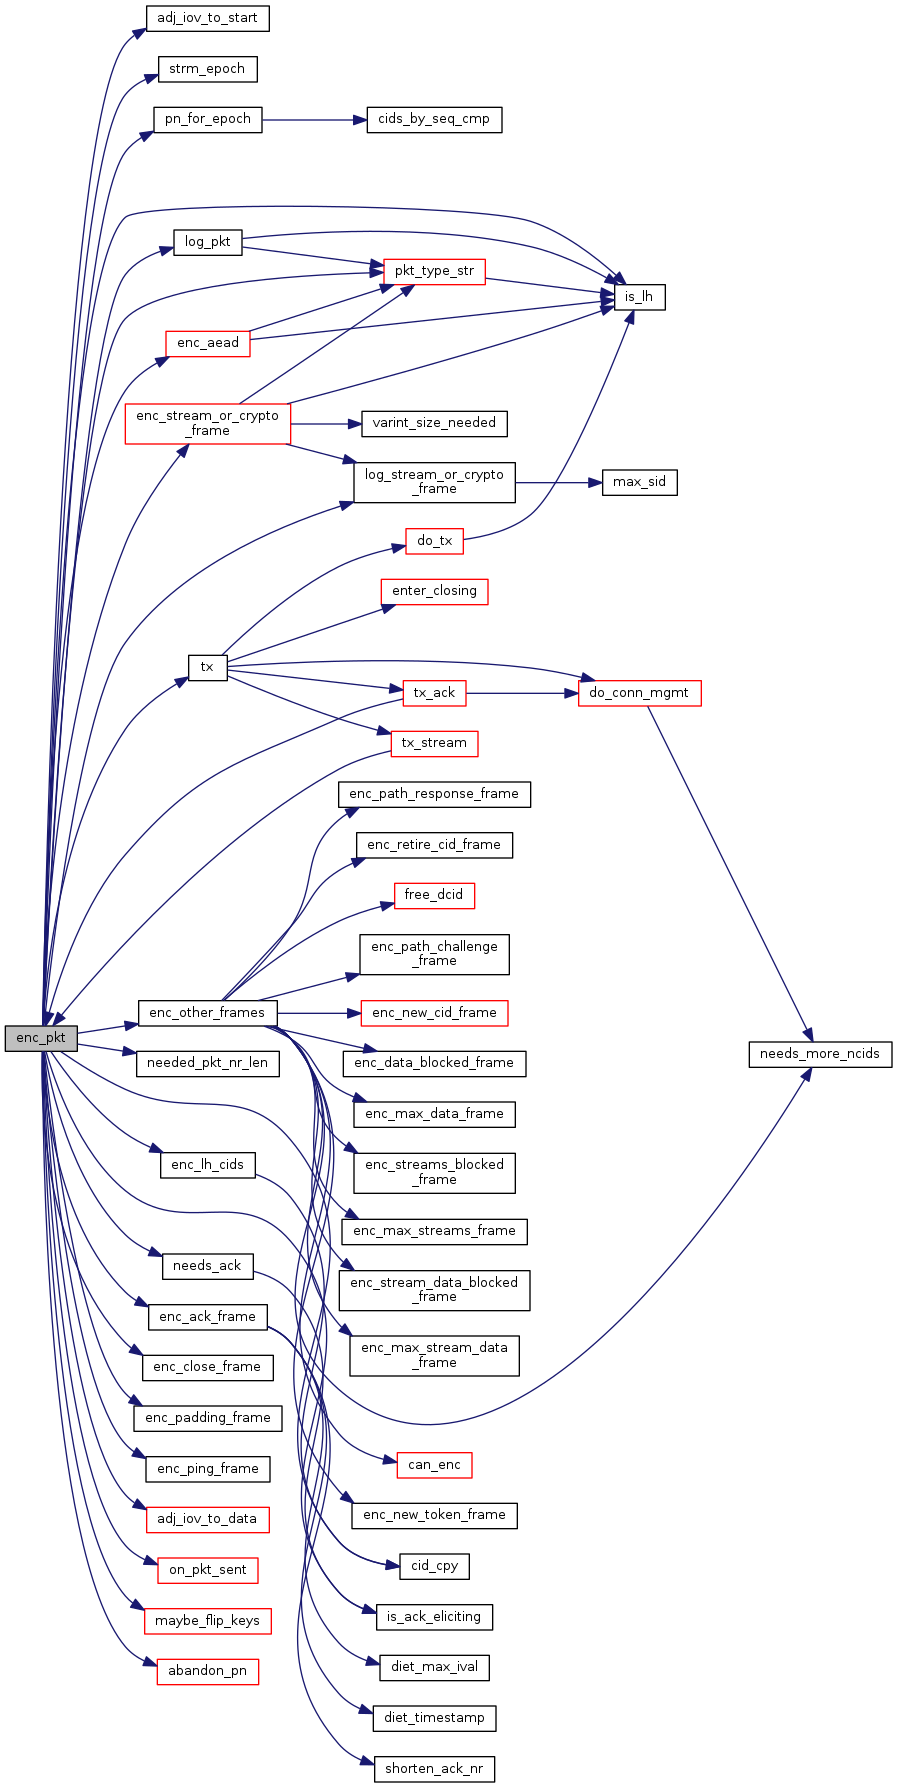 adj_iov_to_start
strm_epoch
pn_for_epoch
cids_by_seq_cmp
log_pkt
pkt_type_str
is_lh
enc_aead
enc_stream_or_crypto
_frame
varint_size_needed
log_stream_or_crypto
_frame
max_sid
do_tx
enter_closing
tx
tx_ack
do_conn_mgmt
tx_stream
enc_path_response_frame
enc_retire_cid_frame
free_dcid
enc_path_challenge
_frame
enc_other_frames
enc_new_cid_frame
enc_pkt
needed_pkt_nr_len
enc_data_blocked_frame
needs_more_ncids
enc_max_data_frame
enc_lh_cids
enc_streams_blocked
_frame
enc_max_streams_frame
needs_ack
enc_stream_data_blocked
_frame
enc_ack_frame
enc_max_stream_data
_frame
enc_close_frame
enc_padding_frame
enc_ping_frame
can_enc
adj_iov_to_data
enc_new_token_frame
on_pkt_sent
cid_cpy
maybe_flip_keys
is_ack_eliciting
abandon_pn
diet_max_ival
diet_timestamp
shorten_ack_nr